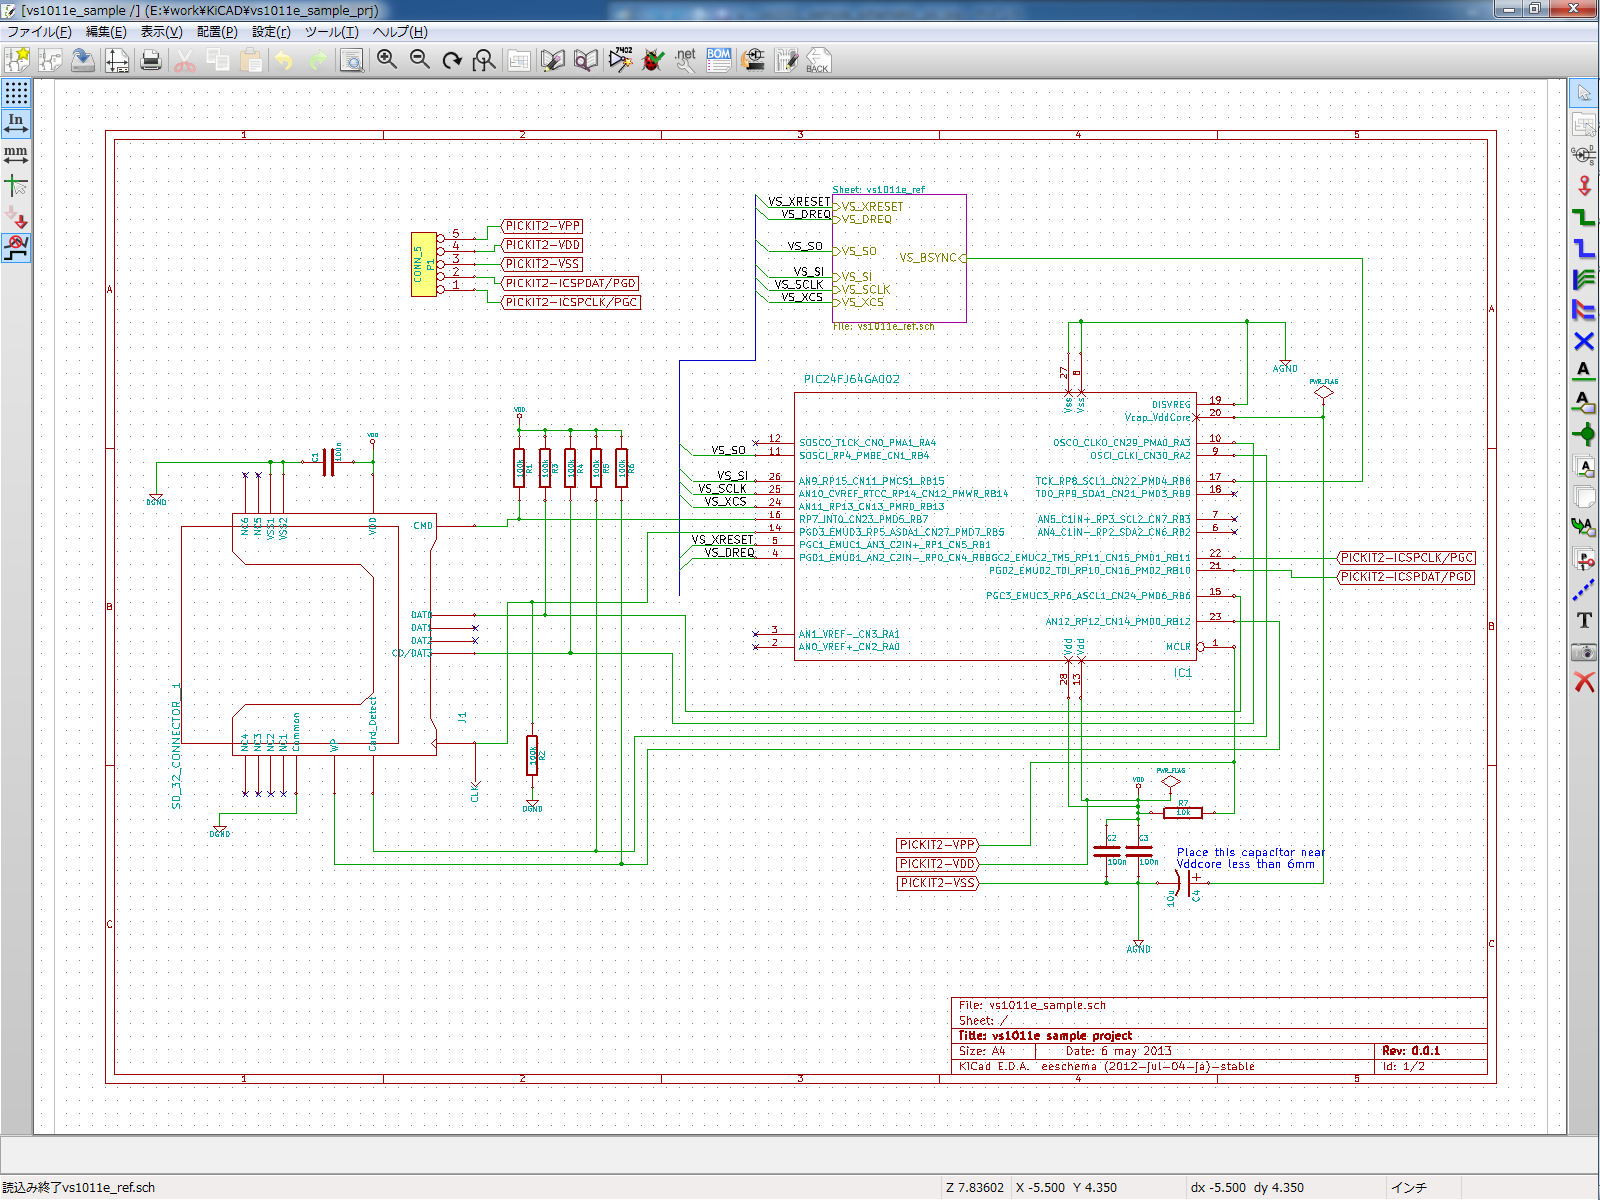 [vs1011e_sample /] (E:¥work¥KiCAD¥vs1011e_sample_prj)
ファイル(F) 編集(E) 表示(V) 配置(P) 設定(r) ツール(T) ヘルプ(H)
7402
.net
BOM
BACK
In
mm
1 2 3 4 5
A
B
C
Sheet: vs1011e_ref
VS_XRESET
VS_DREQ
VS_SO
VS_SI
VS_SCLK
VS_XCS
VS_XRESET
VS_DREQ
VS_SO
VS_BSYNC
VS_SI
VS_SCLK
VS_XCS
File: vs1011e_ref.sch
CONN_5
P1
5 PICKIT2-VPP
4 PICKIT2-VDD
3 PICKIT2-VSS
2 PICKIT2-ICSPDAT/PGD
1 PICKIT2-ICSPCLK/PGC
PIC24FJ64GA002
27 8
Vss Vss
AGND
PWR_FLAG
DISVREG 19
Vcap_VddCore 20
12 SOSCO_T1CK_CN0_PMA1_RA4
11 SOSCI_RP4_PMBE_CN1_RB4
26 AN9_RP15_CN11_PMCS1_RB15
25 AN10_CVREF_RTCC_RP14_CN12_PMWR_RB14
24 AN11_RP13_CN13_PMRD_RB13
16 RP7_INT0_CN23_PMD5_RB7
14 PGD3_EMUD3_RP5_ASDA1_CN27_PMD7_RB5
5 PGC1_EMUC1_AN3_C2IN+_RP1_CN5_RB1
4 PGD1_EMUD1_AN2_C2IN-_RP0_CN4_RB0
3 AN1_VREF-_CN3_RA1
2 AN0_VREF+_CN2_RA0
OSCO_CLKO_CN29_PMA0_RA3 10
OSCI_CLKI_CN30_RA2 9
TCK_RP8_SCL1_CN22_PMD4_RB8 17
TDO_RP9_SDA1_CN21_PMD3_RB9 18
AN5_C1IN+_RP3_SCL2_CN7_RB3 7
AN4_C1IN-_RP2_SDA2_CN6_RB2 6
PGC2_EMUC2_TMS_RP11_CN15_PMD1_RB11 22
PGD2_EMUD2_TDI_RP10_CN16_PMD2_RB10 21
PGC3_EMUC3_RP6_ASCL1_CN24_PMD6_RB6 15
AN12_RP12_CN14_PMD0_RB12 23
MCLR 1
Vdd Vdd
28 13
IC1
VS_SO
VS_SI
VS_SCLK
VS_XCS
VS_XRESET
VS_DREQ
PICKIT2-ICSPCLK/PGC
PICKIT2-ICSPDAT/PGD
VDD
100k R1
100k R3
100k R4
100k R5
100k R6
VDD
C1 100n
DGND
NC6 NC5 VSS1 VSS2 VDD
CMD
DAT0
DAT1
DAT2
CD/DAT3
SD_32_CONNECTOR_1
J1
NC4 NC3 NC2 NC1 Common WP Card_Detect
CLK
DGND
100k R2
DGND
VDD
PWR_FLAG
R7
10k
C2
100n
C3
100n
PICKIT2-VPP
PICKIT2-VDD
PICKIT2-VSS
Place this capacitor near
Vddcore less than 6mm
10u C4
AGND
File: vs1011e_sample.sch
Sheet: /
Title: vs1011e sample project
Size: A4 Date: 6 may 2013 Rev: 0.0.1
KiCad E.D.A. eeschema (2012-jul-04-ja)-stable Id: 1/2
1 2 3 4 5
A
B
C
読込み終了vs1011e_ref.sch
Z 7.83602 X -5.500 Y 4.350 dx -5.500 dy 4.350 インチ